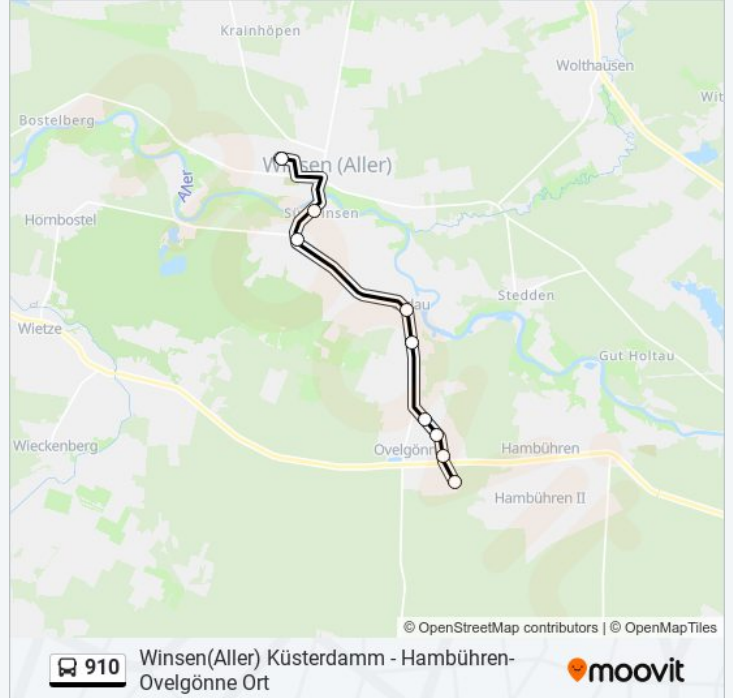 Krainhöpen
Wolthausen
Wit
Bostelberg
Winsen (Aller)
Aller
Hornbostel
Stedden
Wietze
Gut Holtau
Wieckenberg
Hambühren
Hambühren II
© OpenStreetMap contributors | © OpenMapTiles
910
Winsen(Aller) Küsterdamm - Hambühren-
Ovelgönne Ort
moovit